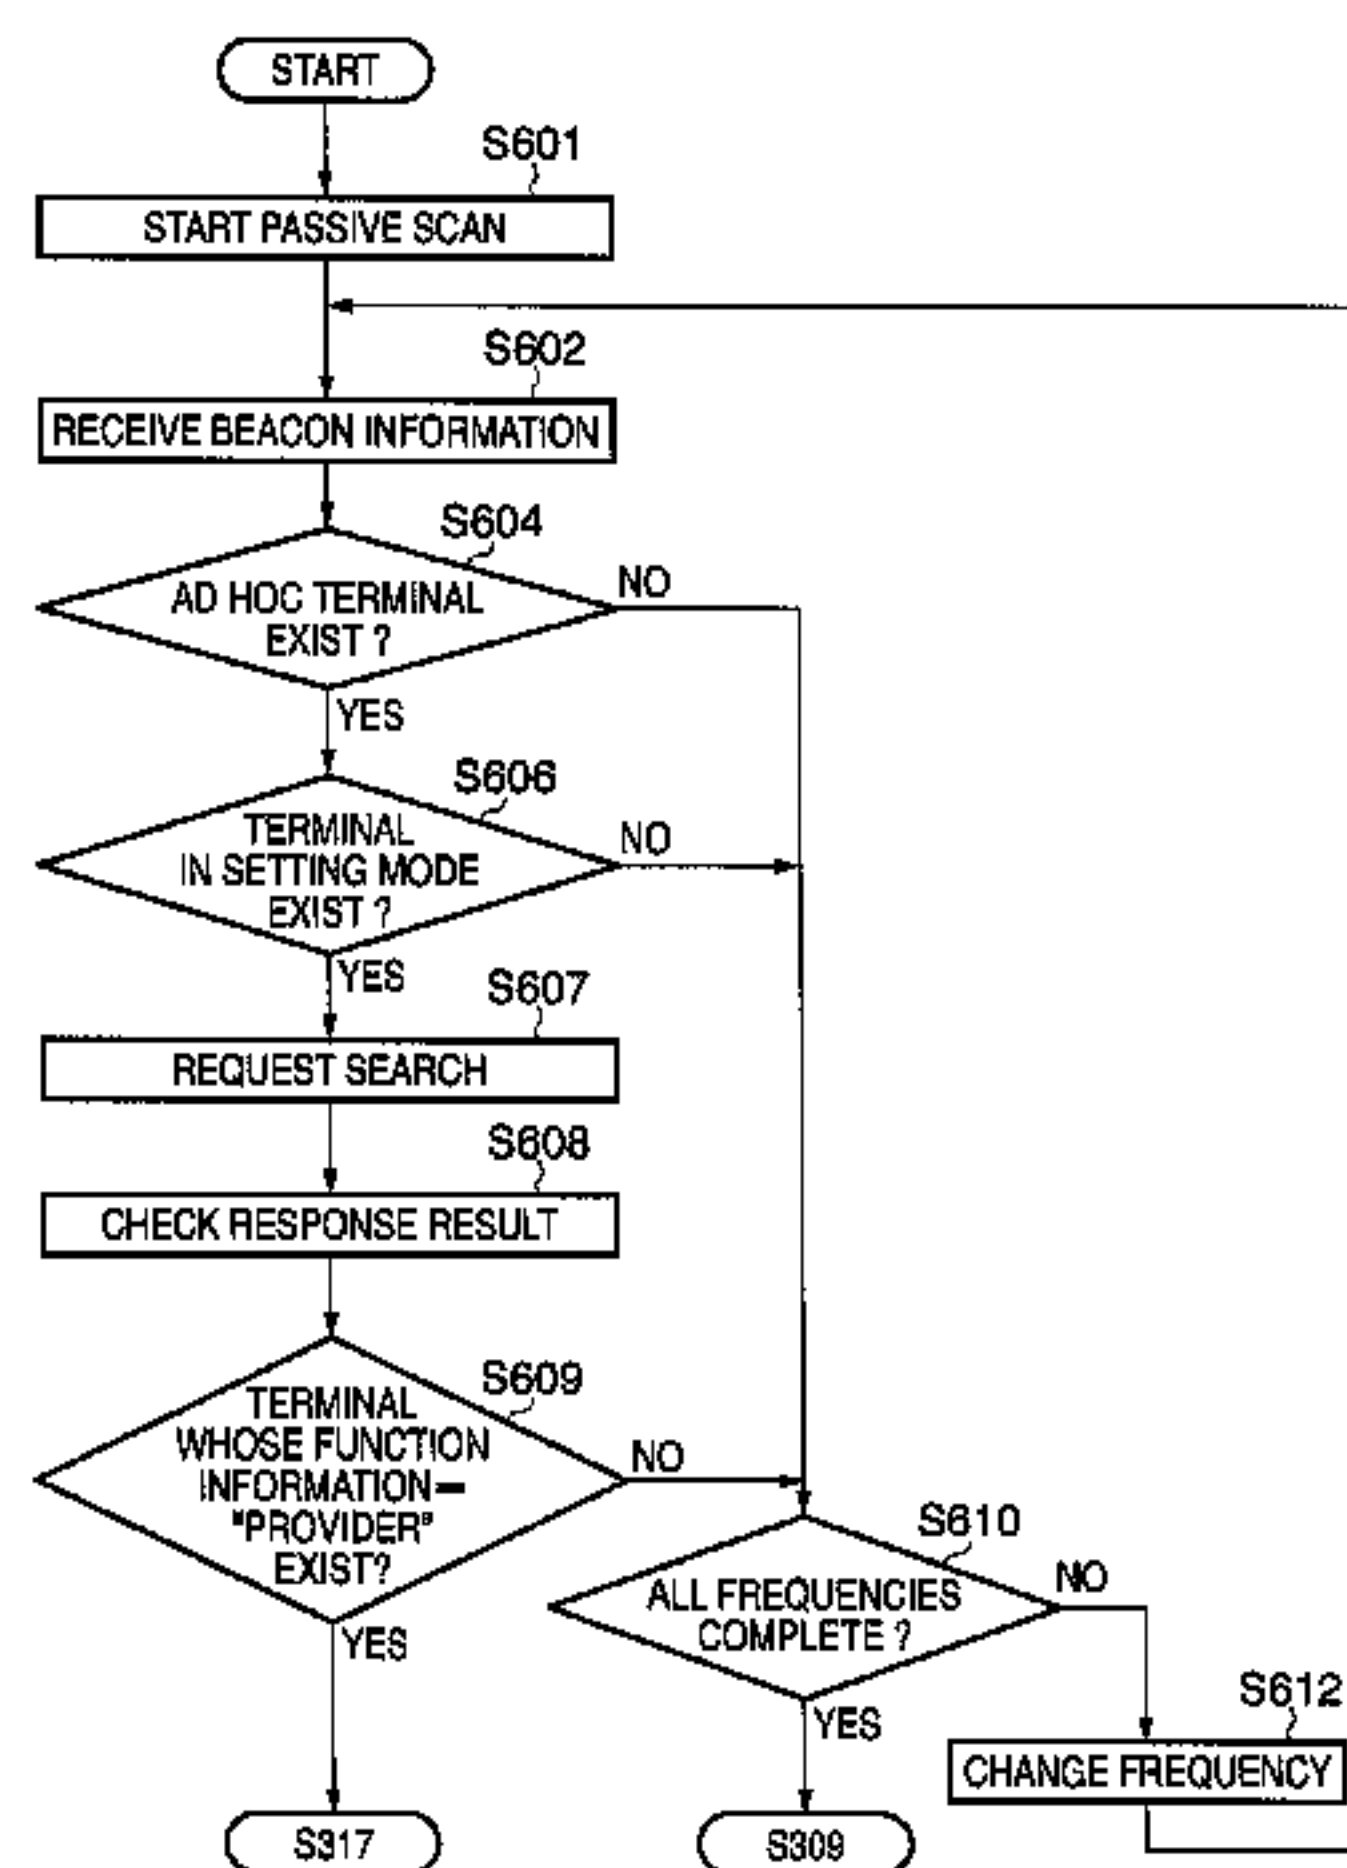 START
S601
START PASSIVE SCAN
S602
RECEIVE BEACON INFORMATION
S604
AD HOC TERMINAL
EXIST ?
NO
YES
S606
TERMINAL
IN SETTING MODE
EXIST ?
NO
YES
S607
REQUEST SEARCH
S608
CHECK RESPONSE RESULT
S609
TERMINAL
WHOSE FUNCTION
INFORMATION=
"PROVIDER"
EXIST?
NO
YES
S610
ALL FREQUENCIES
COMPLETE ?
NO
YES
S612
CHANGE FREQUENCY
S317
S309